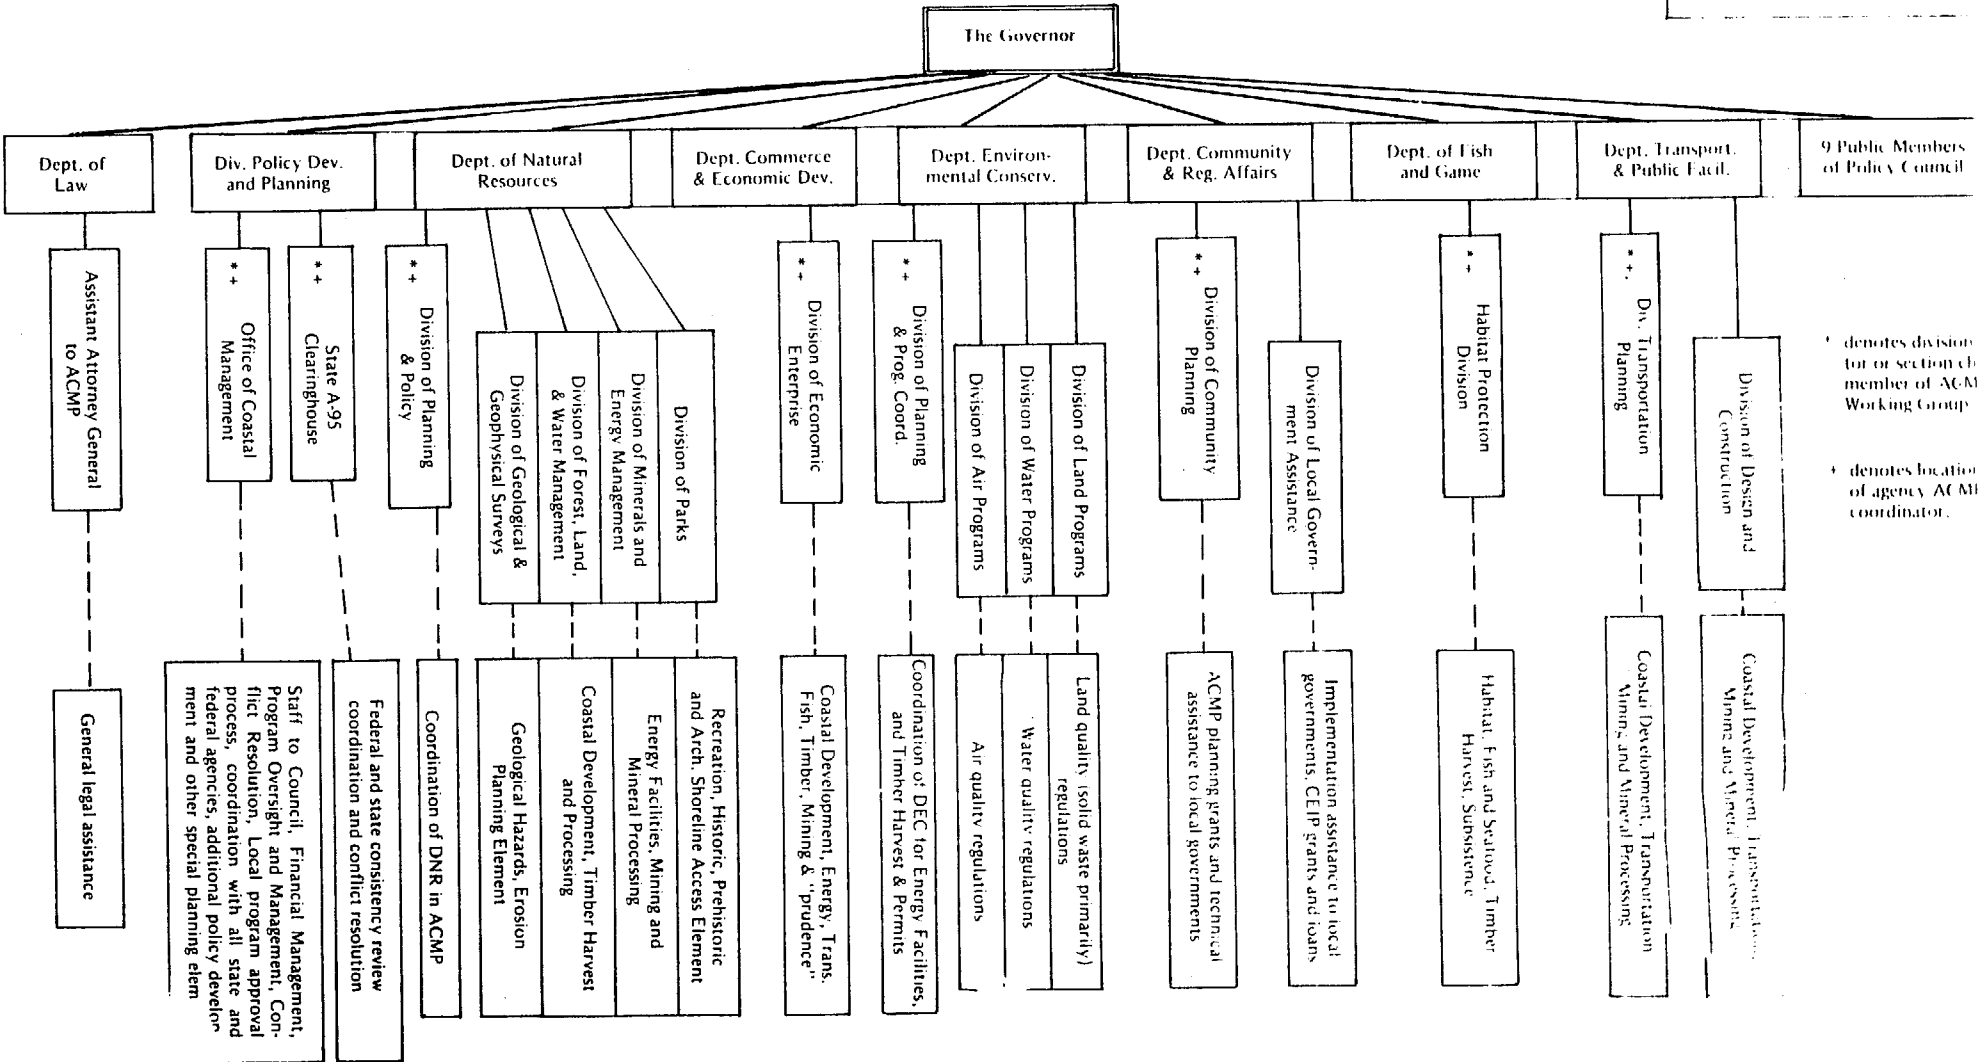 The Governor
Dept. of
Law
Div. Policy Dev.
and Planning
Dept. of Natural
Resources
Dept. Commerce
& Economic Dev.
Dept. Environ-
mental Conserv.
Dept. Community
& Reg. Affairs
Dept. of Fish
and Game
Dept. Transport.
& Public Facil.
9 Public Members
of Policy Council
Assistant Attorney General
to ACMP
* +
Office of Coastal
Management
* +
State A-95
Clearinghouse
* +
Division of Planning
& Policy
Division of Geological &
Geophysical Surveys
Division of Forest, Land,
& Water Management
Division of Minerals and
Energy Management
Division of Parks
* +
Division of Economic
Enterprise
* +
Division of Planning
& Prog. Coord.
Division of Air Programs
Division of Water Programs
Division of Land Programs
* +
Division of Community
Planning
Division of Local Govern-
ment Assistance
* +
Habitat Protection
Division
* +.
Div. Transportation
Planning
Division of Design and
Construction
* denotes division
tor or section ch
member of ACM
Working Group
+ denotes location
of agency ACMP
coordinator.
General legal assistance
Staff to Council, Financial Management,
Program Oversight and Management, Con-
flict Resolution, Local program approval
process, coordination with all state and
federal agencies, additional policy develop
ment and other special planning elem
Federal and state consistency review
coordination and conflict resolution
Coordination of DNR in ACMP
Geological Hazards, Erosion
Planning Element
Coastal Development, Timber Harvest
and Processing
Energy Facilities, Mining and
Mineral Processing
Recreation, Historic, Prehistoric
and Arch. Shoreline Access Element
Coastal Development, Energy, Trans.
Fish, Timber, Mining & "prudence"
Coordination of DEC for Energy Facilities,
and Timber Harvest & Permits
Air quality regulations
Water quality regulations
Land quality (solid waste primarily)
regulations
ACMP planning grants and technical
assistance to local governments
Implementation assistance to local
governments, CEIP grants and loans
Habitat, Fish and Seafood, Timber
Harvest, Subsistence
Coastal Development, Transportation
Mining and Mineral Processing
Coastal Development, Transportation,
Mining and Mineral Processing